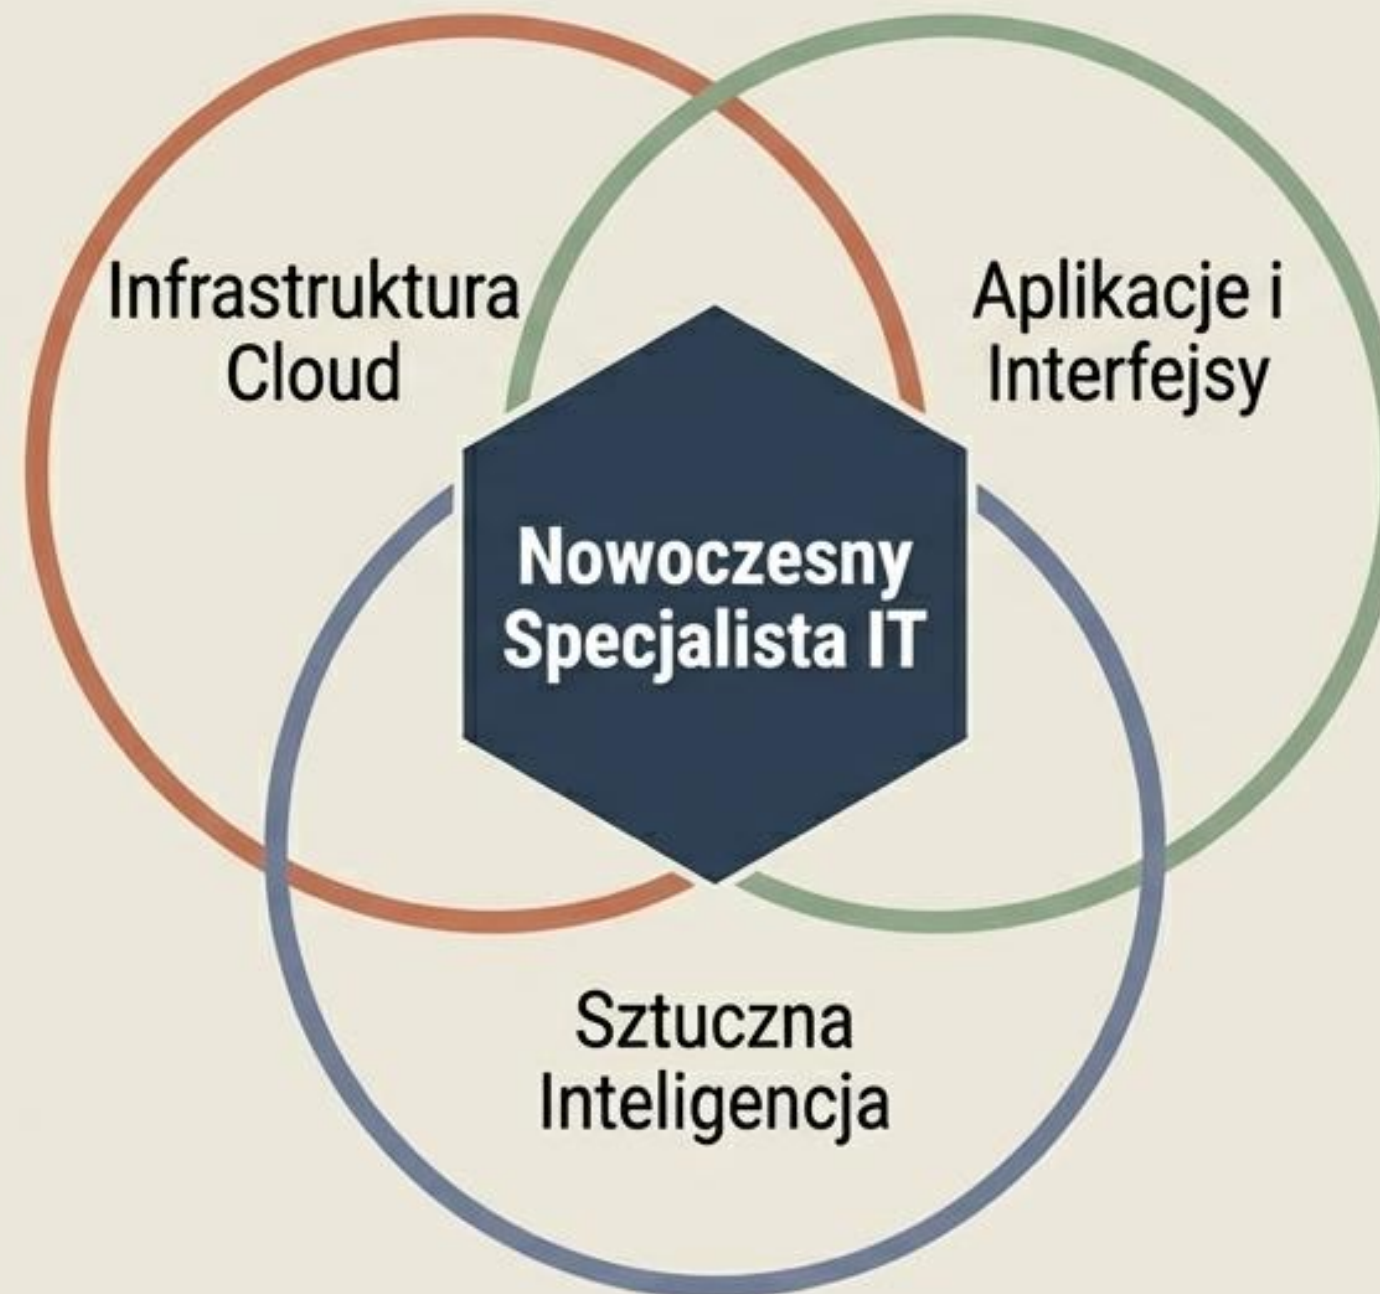 Infrastruktura
Cloud
Aplikacje i
Interfejsy
Nowoczesny
Specjalista IT
Sztuczna
Inteligencja